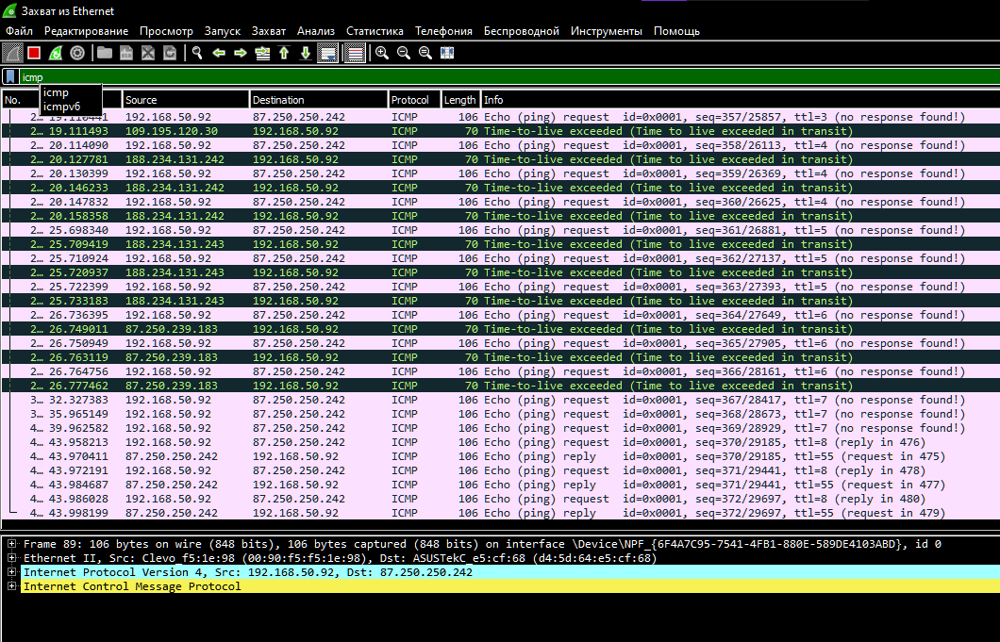 Захват из Ethernet
Файл Редактирование Просмотр Запуск Захват Анализ Статистика Телефония Беспроводной Инструменты Помощь
icmp
icmp
icmpv6
No. Source Destination Protocol Length Info
2… 19.110441 192.168.50.92 87.250.250.242 ICMP 106 Echo (ping) request id=0x0001, seq=357/25857, ttl=3 (no response found!)
2… 19.111493 109.195.120.30 192.168.50.92 ICMP 70 Time-to-live exceeded (Time to live exceeded in transit)
2… 20.114090 192.168.50.92 87.250.250.242 ICMP 106 Echo (ping) request id=0x0001, seq=358/26113, ttl=4 (no response found!)
2… 20.127781 188.234.131.242 192.168.50.92 ICMP 70 Time-to-live exceeded (Time to live exceeded in transit)
2… 20.130399 192.168.50.92 87.250.250.242 ICMP 106 Echo (ping) request id=0x0001, seq=359/26369, ttl=4 (no response found!)
2… 20.146233 188.234.131.242 192.168.50.92 ICMP 70 Time-to-live exceeded (Time to live exceeded in transit)
2… 20.147832 192.168.50.92 87.250.250.242 ICMP 106 Echo (ping) request id=0x0001, seq=360/26625, ttl=4 (no response found!)
2… 20.158358 188.234.131.242 192.168.50.92 ICMP 70 Time-to-live exceeded (Time to live exceeded in transit)
2… 25.698340 192.168.50.92 87.250.250.242 ICMP 106 Echo (ping) request id=0x0001, seq=361/26881, ttl=5 (no response found!)
2… 25.709419 188.234.131.243 192.168.50.92 ICMP 70 Time-to-live exceeded (Time to live exceeded in transit)
2… 25.710924 192.168.50.92 87.250.250.242 ICMP 106 Echo (ping) request id=0x0001, seq=362/27137, ttl=5 (no response found!)
2… 25.720937 188.234.131.243 192.168.50.92 ICMP 70 Time-to-live exceeded (Time to live exceeded in transit)
2… 25.722399 192.168.50.92 87.250.250.242 ICMP 106 Echo (ping) request id=0x0001, seq=363/27393, ttl=5 (no response found!)
2… 25.733183 188.234.131.243 192.168.50.92 ICMP 70 Time-to-live exceeded (Time to live exceeded in transit)
2… 26.736395 192.168.50.92 87.250.250.242 ICMP 106 Echo (ping) request id=0x0001, seq=364/27649, ttl=6 (no response found!)
2… 26.749011 87.250.239.183 192.168.50.92 ICMP 70 Time-to-live exceeded (Time to live exceeded in transit)
2… 26.750949 192.168.50.92 87.250.250.242 ICMP 106 Echo (ping) request id=0x0001, seq=365/27905, ttl=6 (no response found!)
2… 26.763119 87.250.239.183 192.168.50.92 ICMP 70 Time-to-live exceeded (Time to live exceeded in transit)
2… 26.764756 192.168.50.92 87.250.250.242 ICMP 106 Echo (ping) request id=0x0001, seq=366/28161, ttl=6 (no response found!)
2… 26.777462 87.250.239.183 192.168.50.92 ICMP 70 Time-to-live exceeded (Time to live exceeded in transit)
3… 32.327383 192.168.50.92 87.250.250.242 ICMP 106 Echo (ping) request id=0x0001, seq=367/28417, ttl=7 (no response found!)
3… 35.965149 192.168.50.92 87.250.250.242 ICMP 106 Echo (ping) request id=0x0001, seq=368/28673, ttl=7 (no response found!)
4… 39.962582 192.168.50.92 87.250.250.242 ICMP 106 Echo (ping) request id=0x0001, seq=369/28929, ttl=7 (no response found!)
4… 43.958213 192.168.50.92 87.250.250.242 ICMP 106 Echo (ping) request id=0x0001, seq=370/29185, ttl=8 (reply in 476)
4… 43.970411 87.250.250.242 192.168.50.92 ICMP 106 Echo (ping) reply id=0x0001, seq=370/29185, ttl=55 (request in 475)
4… 43.972191 192.168.50.92 87.250.250.242 ICMP 106 Echo (ping) request id=0x0001, seq=371/29441, ttl=8 (reply in 478)
4… 43.984687 87.250.250.242 192.168.50.92 ICMP 106 Echo (ping) reply id=0x0001, seq=371/29441, ttl=55 (request in 477)
4… 43.986028 192.168.50.92 87.250.250.242 ICMP 106 Echo (ping) request id=0x0001, seq=372/29697, ttl=8 (reply in 480)
4… 43.998199 87.250.250.242 192.168.50.92 ICMP 106 Echo (ping) reply id=0x0001, seq=372/29697, ttl=55 (request in 479)
Frame 89: 106 bytes on wire (848 bits), 106 bytes captured (848 bits) on interface \Device\NPF_{6F4A7C95-7541-4FB1-880E-589DE4103ABD}, id 0
Ethernet II, Src: Clevo_f5:1e:98 (00:90:f5:f5:1e:98), Dst: ASUSTekC_e5:cf:68 (d4:5d:64:e5:cf:68)
Internet Protocol Version 4, Src: 192.168.50.92, Dst: 87.250.250.242
Internet Control Message Protocol